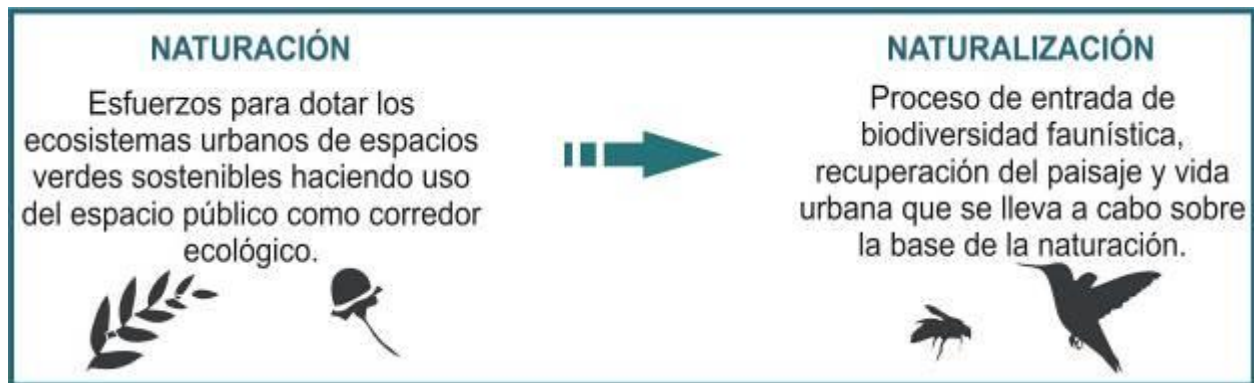 NATURACIÓN
Esfuerzos para dotar los
ecosistemas urbanos de espacios
verdes sostenibles haciendo uso
del espacio público como corredor
ecológico.
NATURALIZACIÓN
Proceso de entrada de
biodiversidad faunística,
recuperación del paisaje y vida
urbana que se lleva a cabo sobre
la base de la naturación.